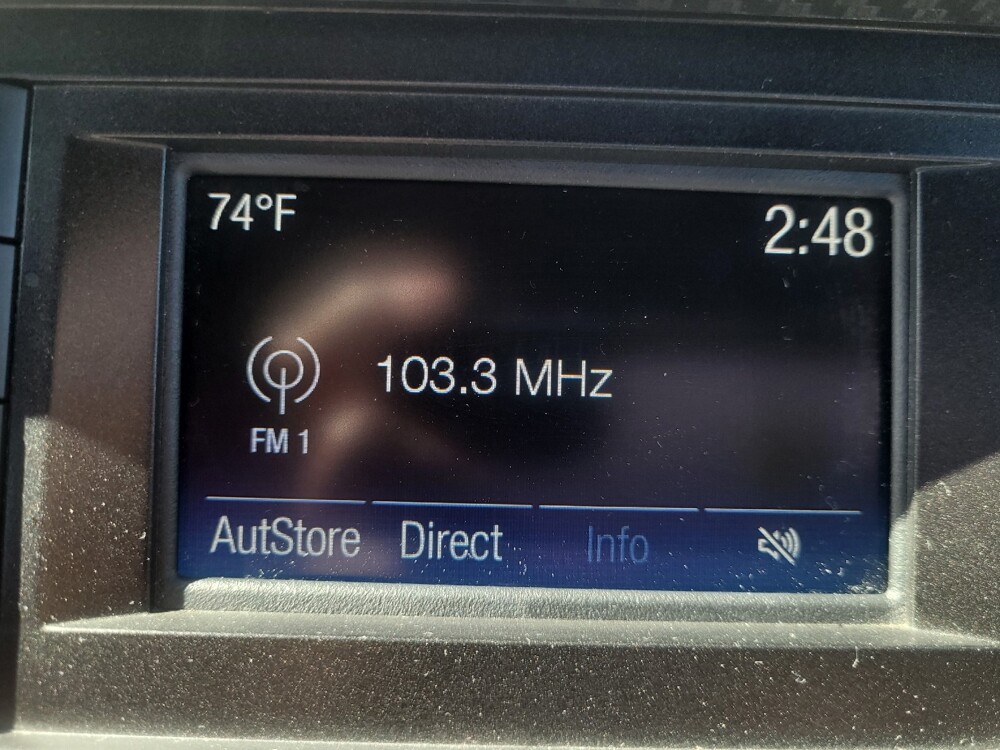 74°F 2:48
103.3 MHz
FM 1
AutStore Direct Info